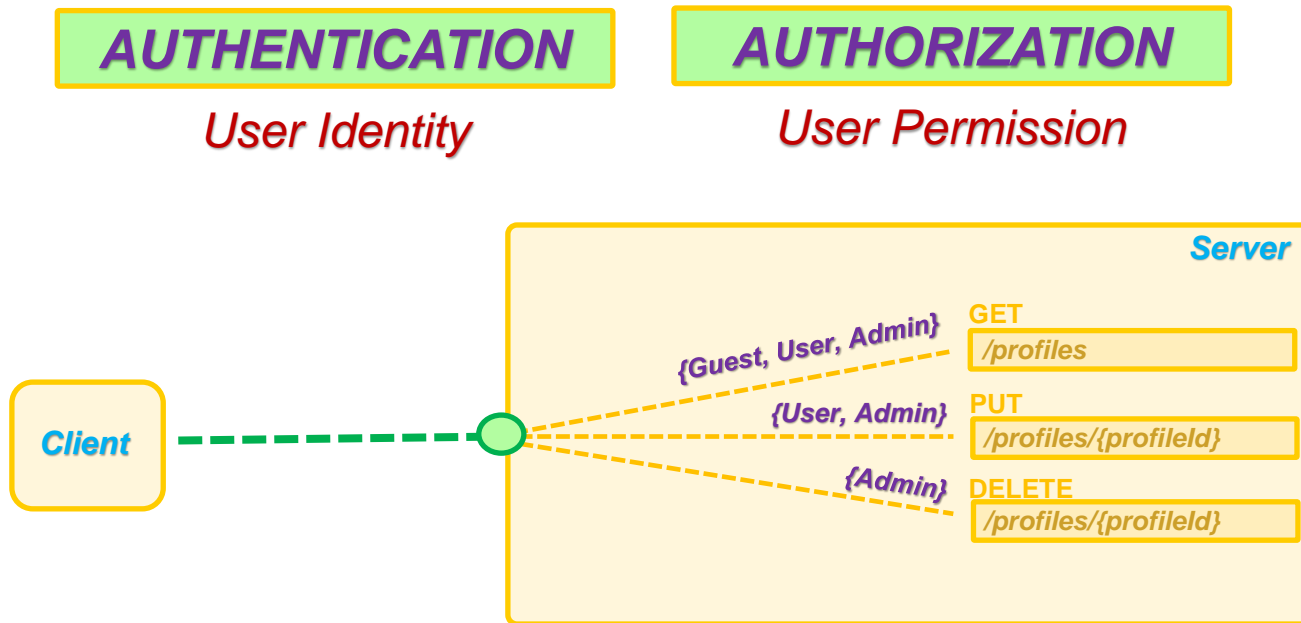 AUTHENTICATION
AUTHORIZATION
User Identity
User Permission
Server
GET
{Guest, User, Admin}
/profiles
PUT
{User, Admin}
/profiles/{profileId}
Client
{Admin}
DELETE
/profiles/{profileId}